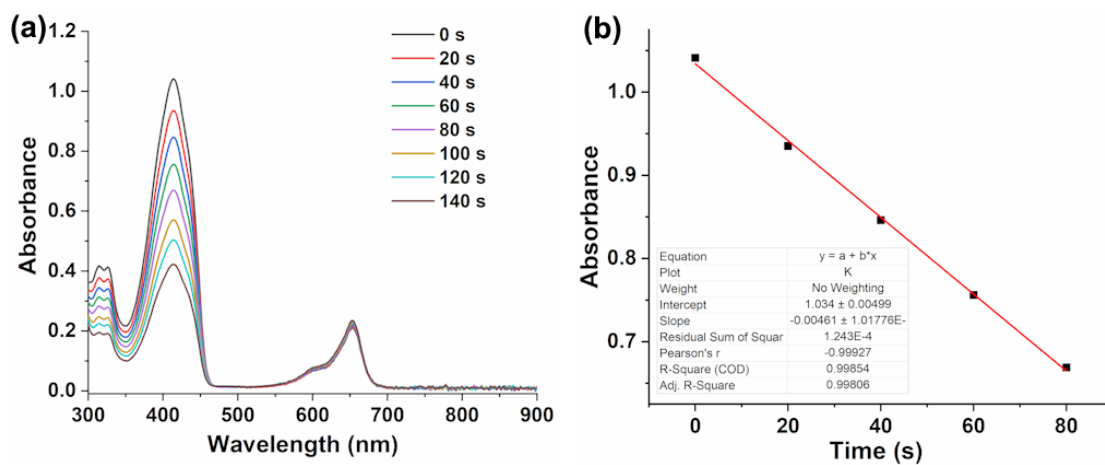 (a)
1.2
1.0
0.8
0.6
0.4
0.2
0.0
Absorbance
300 400 500 600 700 800 900
Wavelength (nm)
0 s
20 s
40 s
60 s
80 s
100 s
120 s
140 s
(b)
1.0
0.9
0.8
0.7
Absorbance
Equation y = a + b*x
Plot K
Weight No Weighting
Intercept 1.034 ± 0.00499
Slope -0.00461 ± 1.01776E-
Residual Sum of Squar 1.243E-4
Pearson's r -0.99927
R-Square (COD) 0.99854
Adj. R-Square 0.99806
0 20 40 60 80
Time (s)